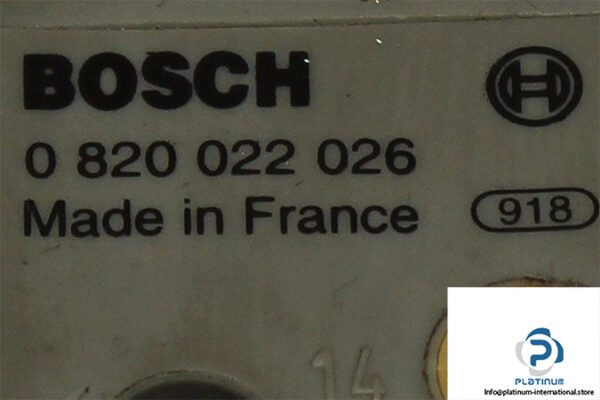 BOSCH
0 820 022 026
Made in France
918
14
PLATINUM
Info@platinum-international.store